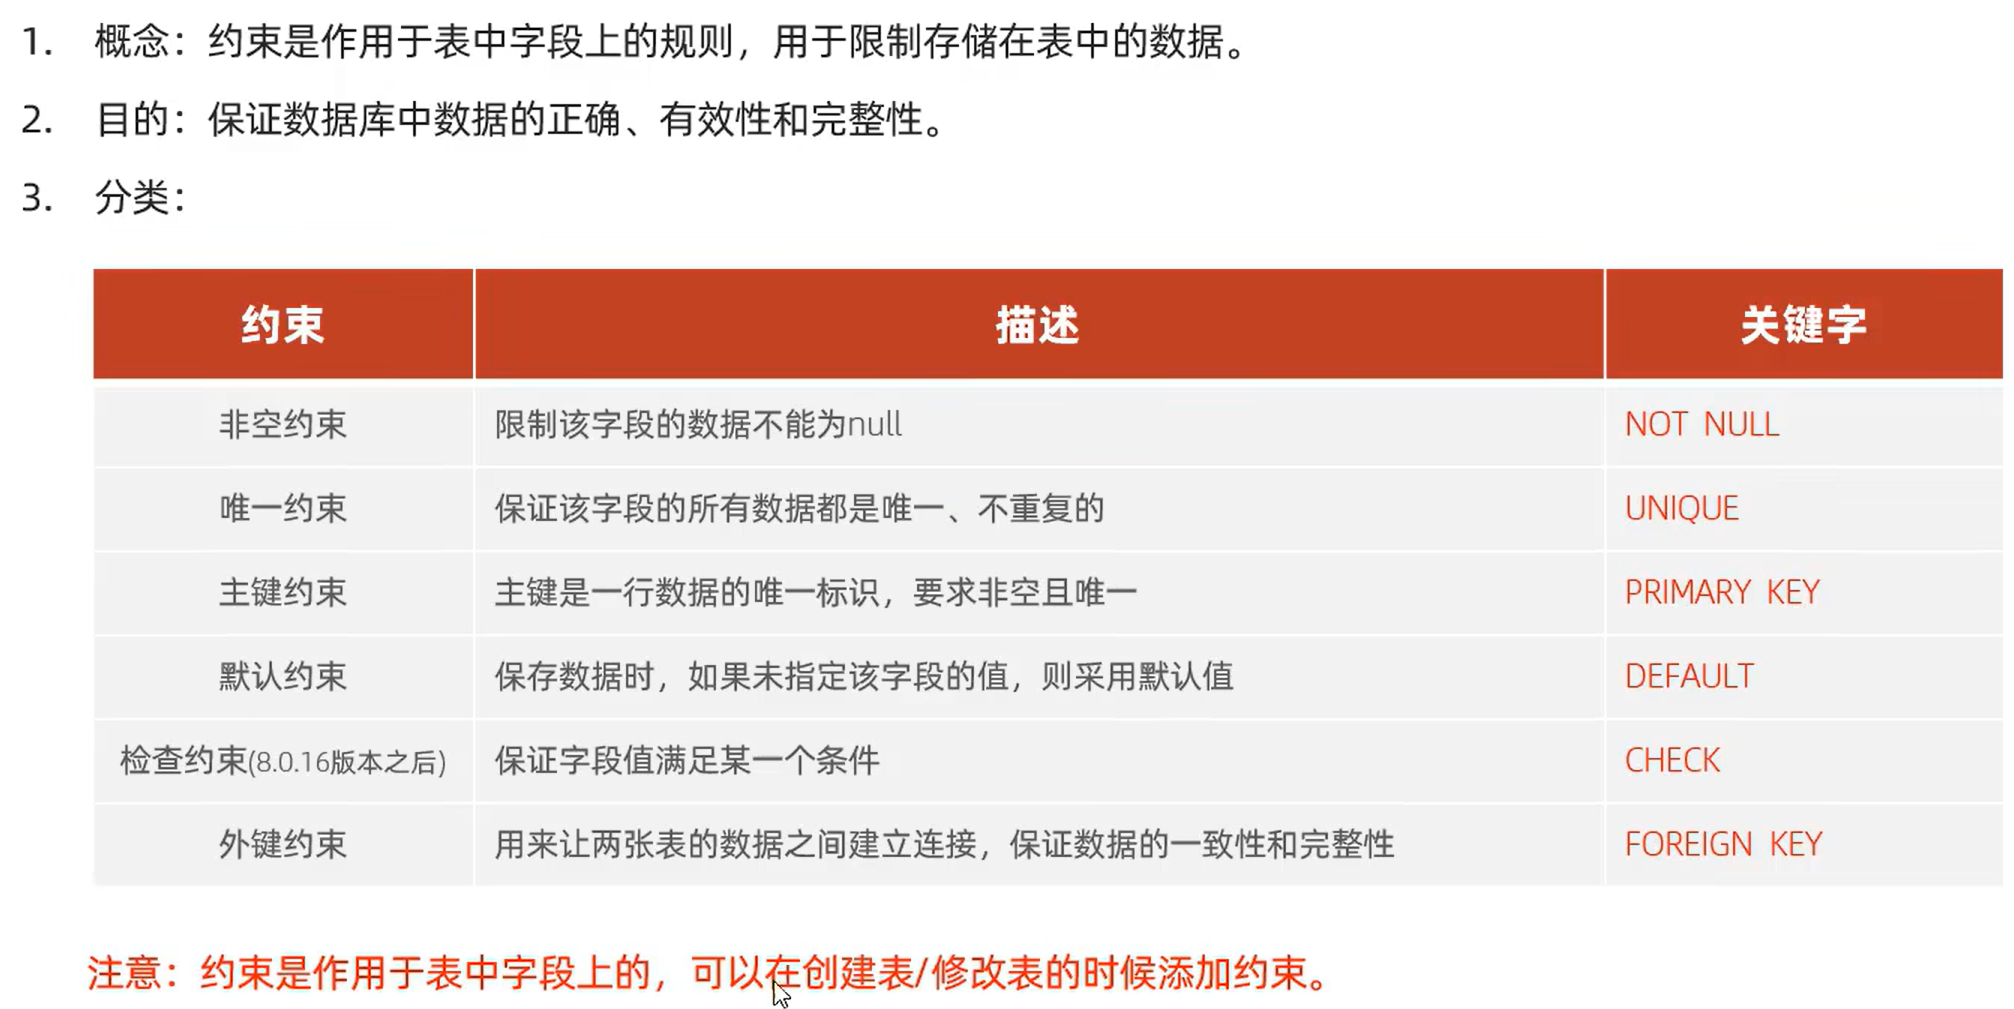 1. 概念：约束是作用于表中字段上的规则，用于限制存储在表中的数据。
2. 目的：保证数据库中数据的正确、有效性和完整性。
3. 分类：
约束 描述 关键字
非空约束 限制该字段的数据不能为null NOT NULL
唯一约束 保证该字段的所有数据都是唯一、不重复的 UNIQUE
主键约束 主键是一行数据的唯一标识，要求非空且唯一 PRIMARY KEY
默认约束 保存数据时，如果未指定该字段的值，则采用默认值 DEFAULT
检查约束(8.0.16版本之后) 保证字段值满足某一个条件 CHECK
外键约束 用来让两张表的数据之间建立连接，保证数据的一致性和完整性 FOREIGN KEY
注意：约束是作用于表中字段上的，可以在创建表/修改表的时候添加约束。